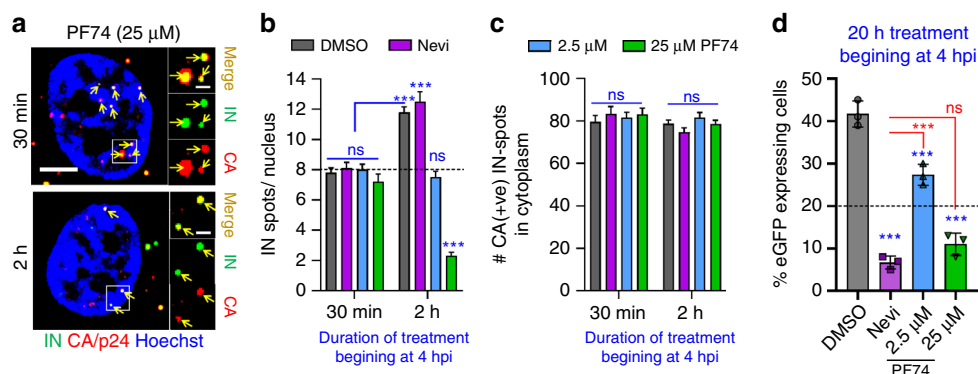 a
PF74 (25 µM)
30 min
Merge
IN
CA
2 h
Merge
IN
CA
IN CA/p24 Hoechst
b
DMSO
Nevi
IN spots/ nucleus
14
12
10
8
6
4
2
0
ns
***
***
ns
***
30 min
2 h
Duration of treatment
begining at 4 hpi
c
2.5 µM
25 µM PF74
# CA(+ve) IN-spots
in cytoplasm
100
80
60
40
20
0
ns
ns
30 min
2 h
Duration of treatment
begining at 4 hpi
d
20 h treatment
begining at 4 hpi
% eGFP expressing cells
50
40
30
20
10
0
ns
***
***
***
***
DMSO
Nevi
2.5 µM
25 µM
PF74